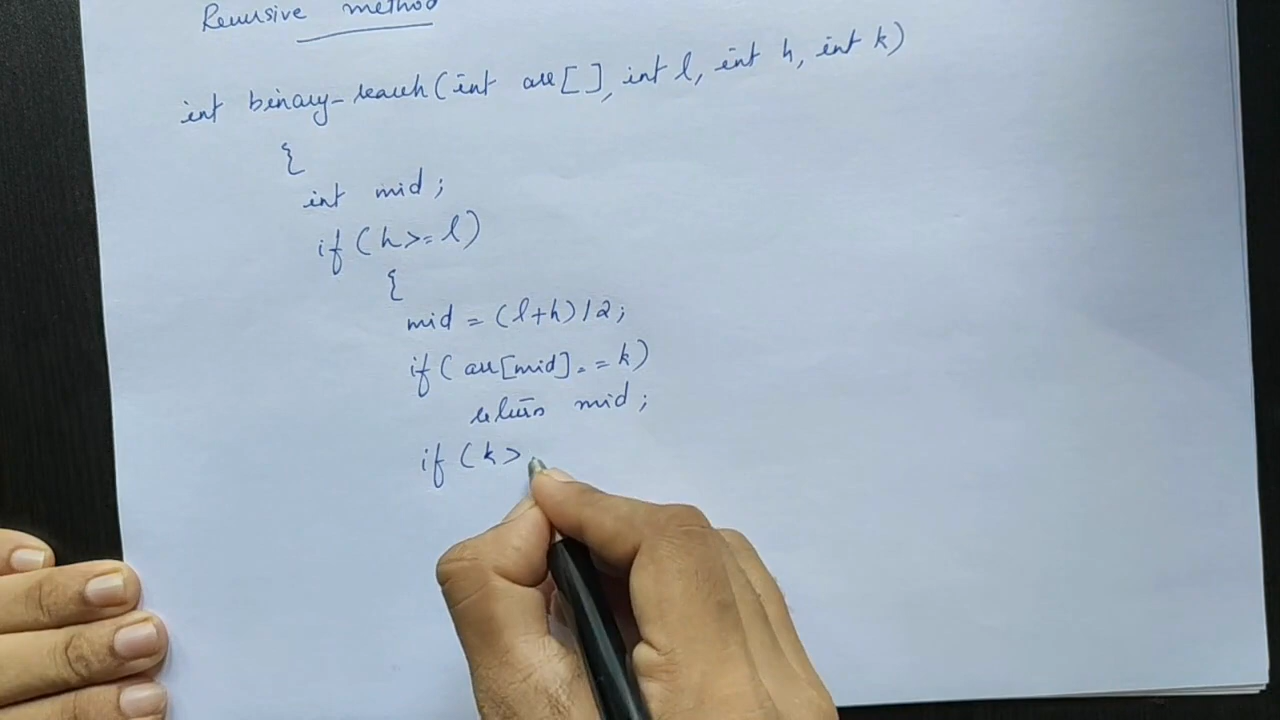 Recursive method
int binary-search(int arr[], int l, int h, int k)
{
int mid;
if (h>=l)
{
mid = (l+h)/2;
if (arr[mid]==k)
return mid;
if (k>